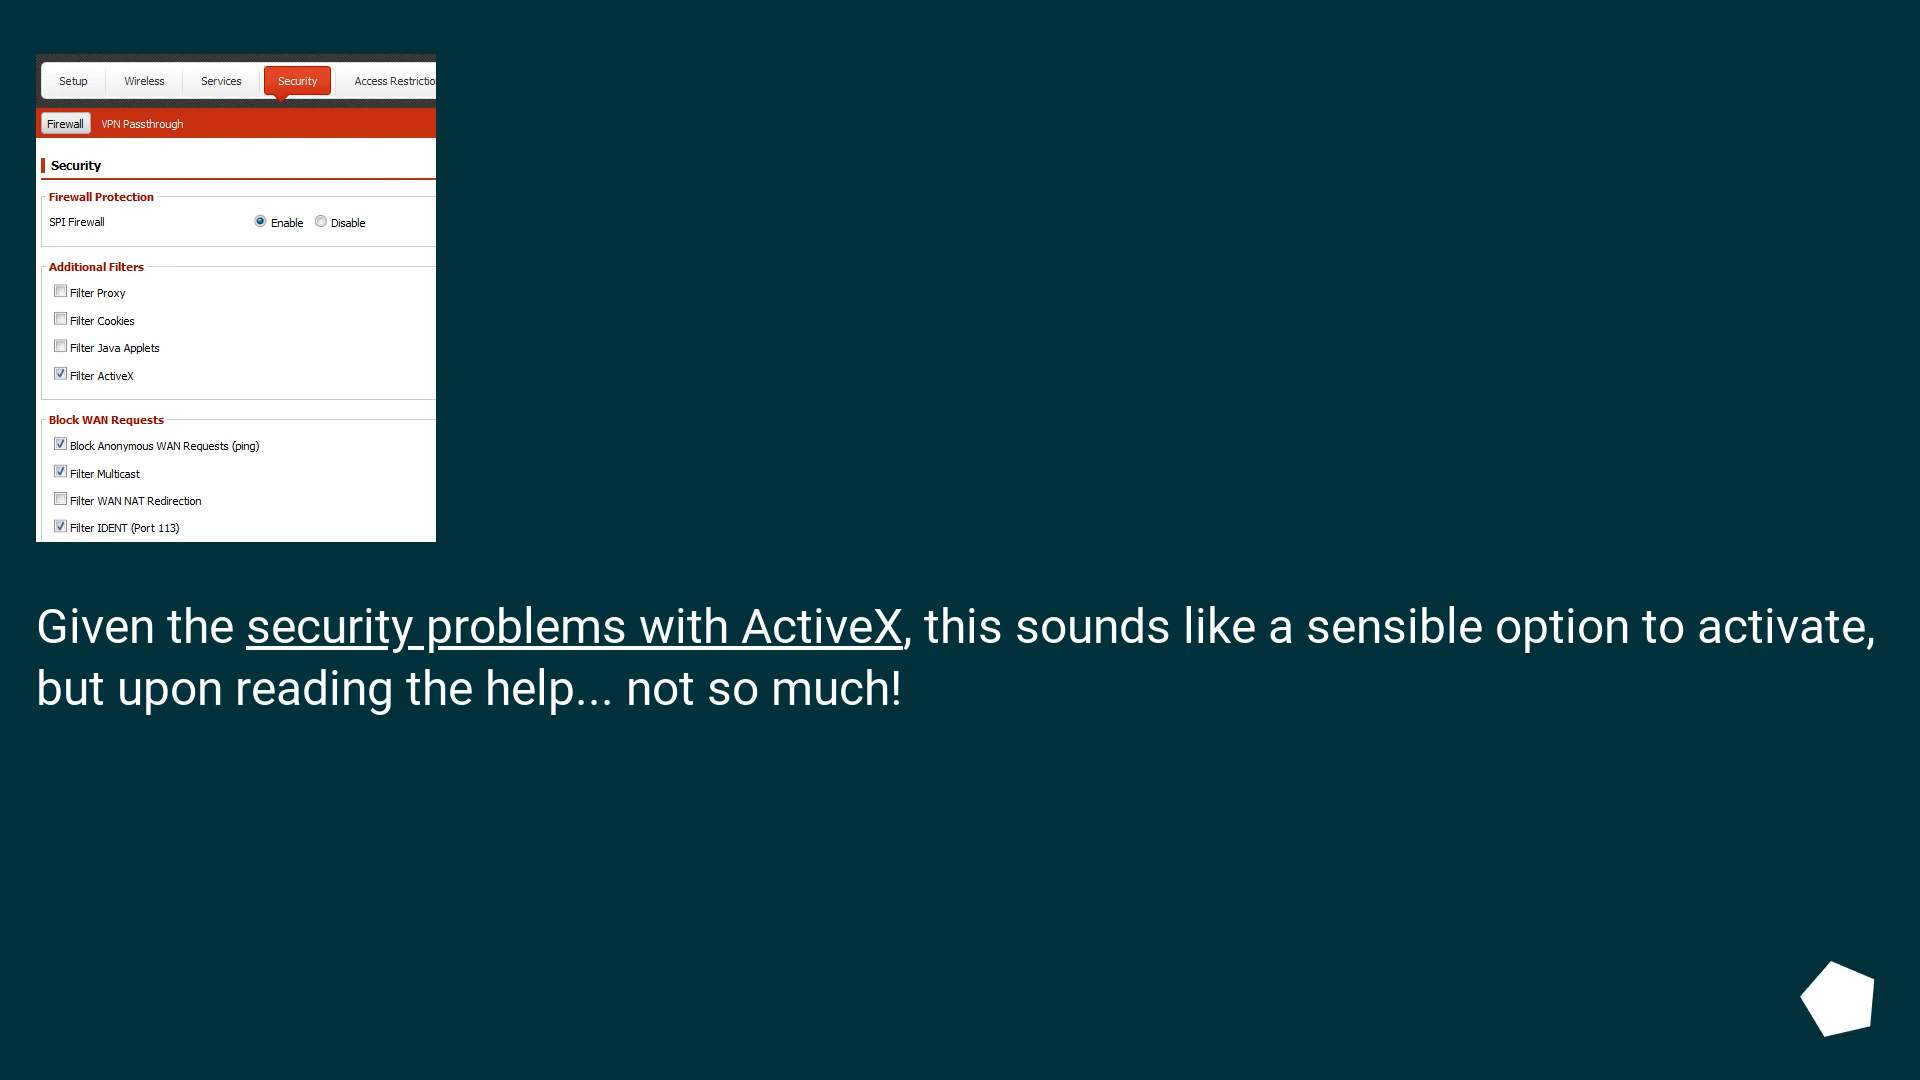 Setup Wireless Services Security Access Restrictio
Firewall VPN Passthrough
Security
Firewall Protection
SPI Firewall Enable Disable
Additional Filters
Filter Proxy
Filter Cookies
Filter Java Applets
Filter ActiveX
Block WAN Requests
Block Anonymous WAN Requests (ping)
Filter Multicast
Filter WAN NAT Redirection
Filter IDENT (Port 113)
Given the security problems with ActiveX, this sounds like a sensible option to activate,
but upon reading the help... not so much!